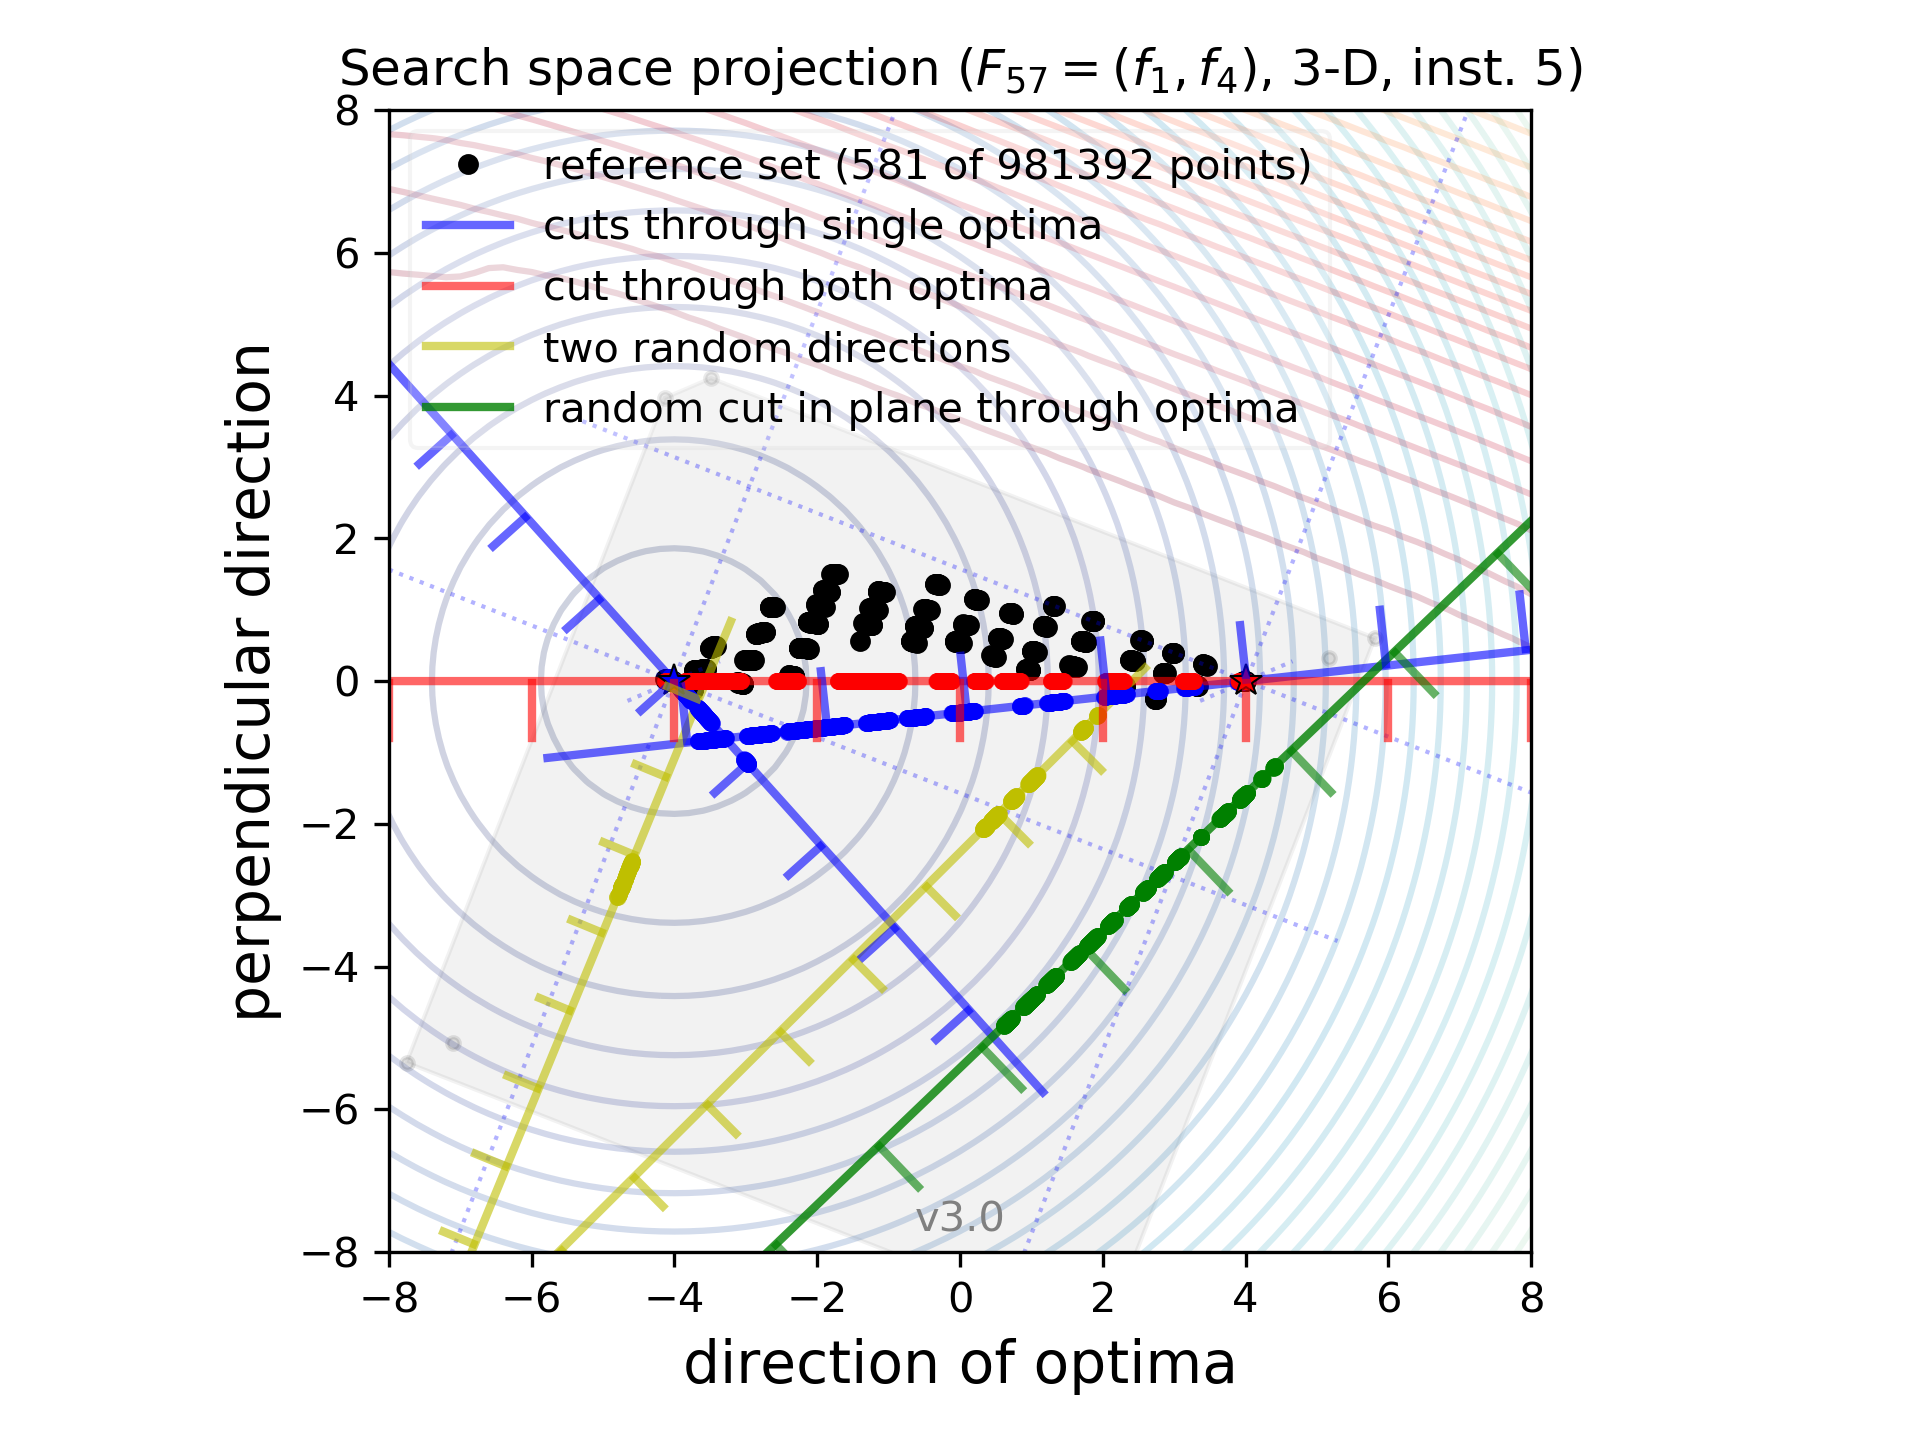 Search space projection (F57 = (f1, f4), 3-D, inst. 5)
8
6
4
2
0
−2
−4
−6
−8
perpendicular direction
reference set (581 of 981392 points)
cuts through single optima
cut through both optima
two random directions
random cut in plane through optima
v3.0
−8 −6 −4 −2 0 2 4 6 8
direction of optima